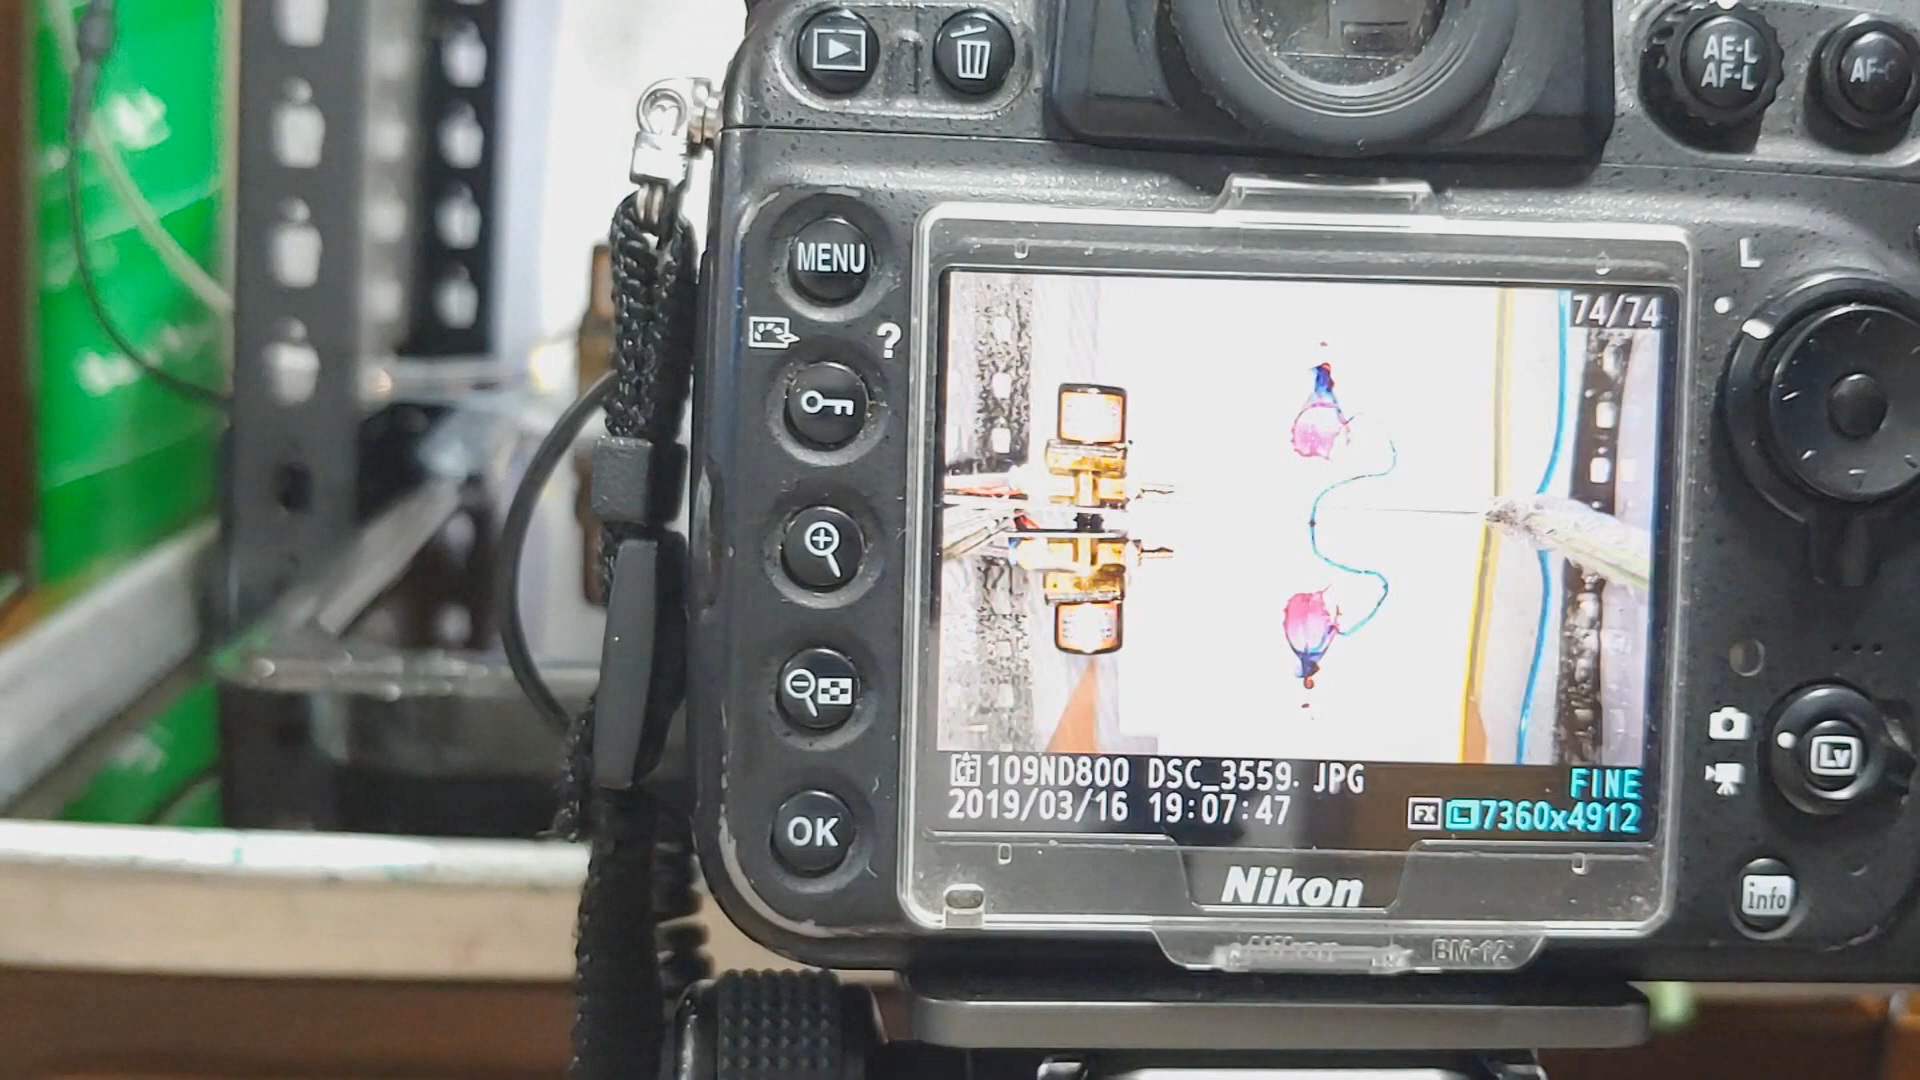 AE-L
AF-L
AF-
MENU
?
L
74/74
109ND800 DSC_3559. JPG
FINE
2019/03/16 19:07:47
FX L 7360x4912
Lv
OK
Nikon
info
Nikon
BM-12